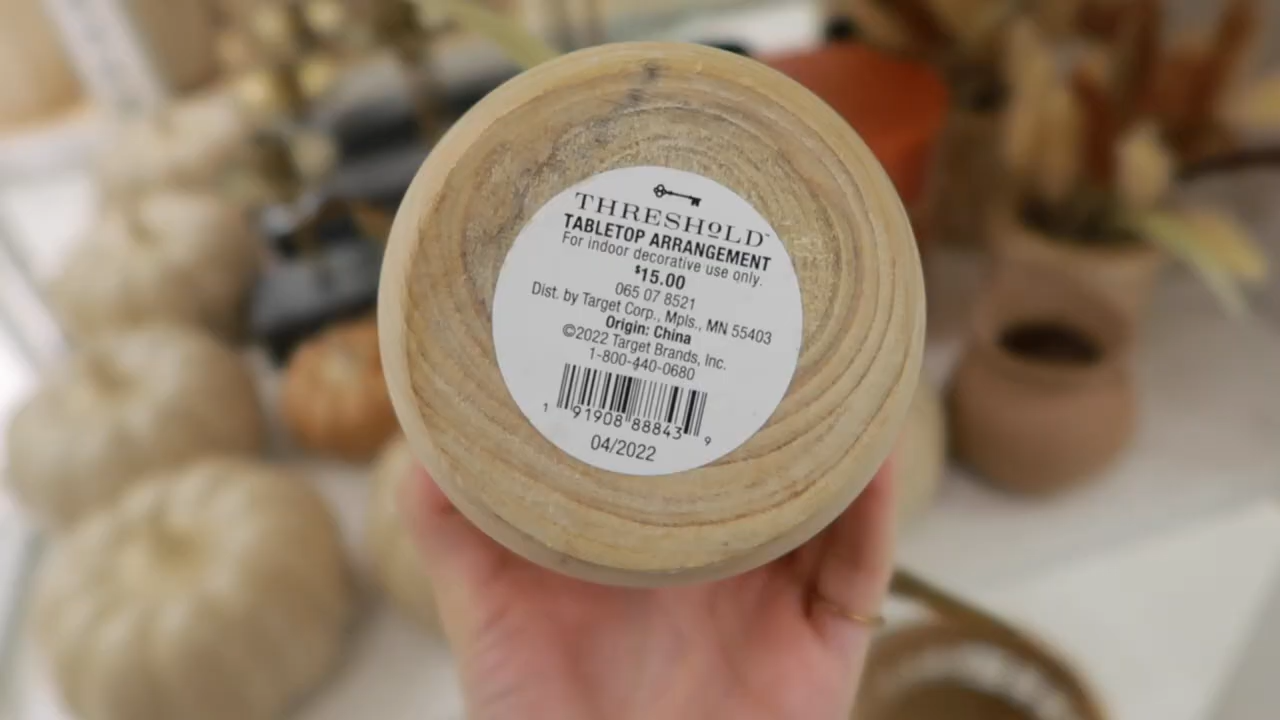 THRESHOLD™
TABLETOP ARRANGEMENT
For indoor decorative use only.
$15.00
065 07 8521
Dist. by Target Corp., Mpls., MN 55403
Origin: China
©2022 Target Brands, Inc.
1-800-440-0680
1 91908 88843 9
04/2022